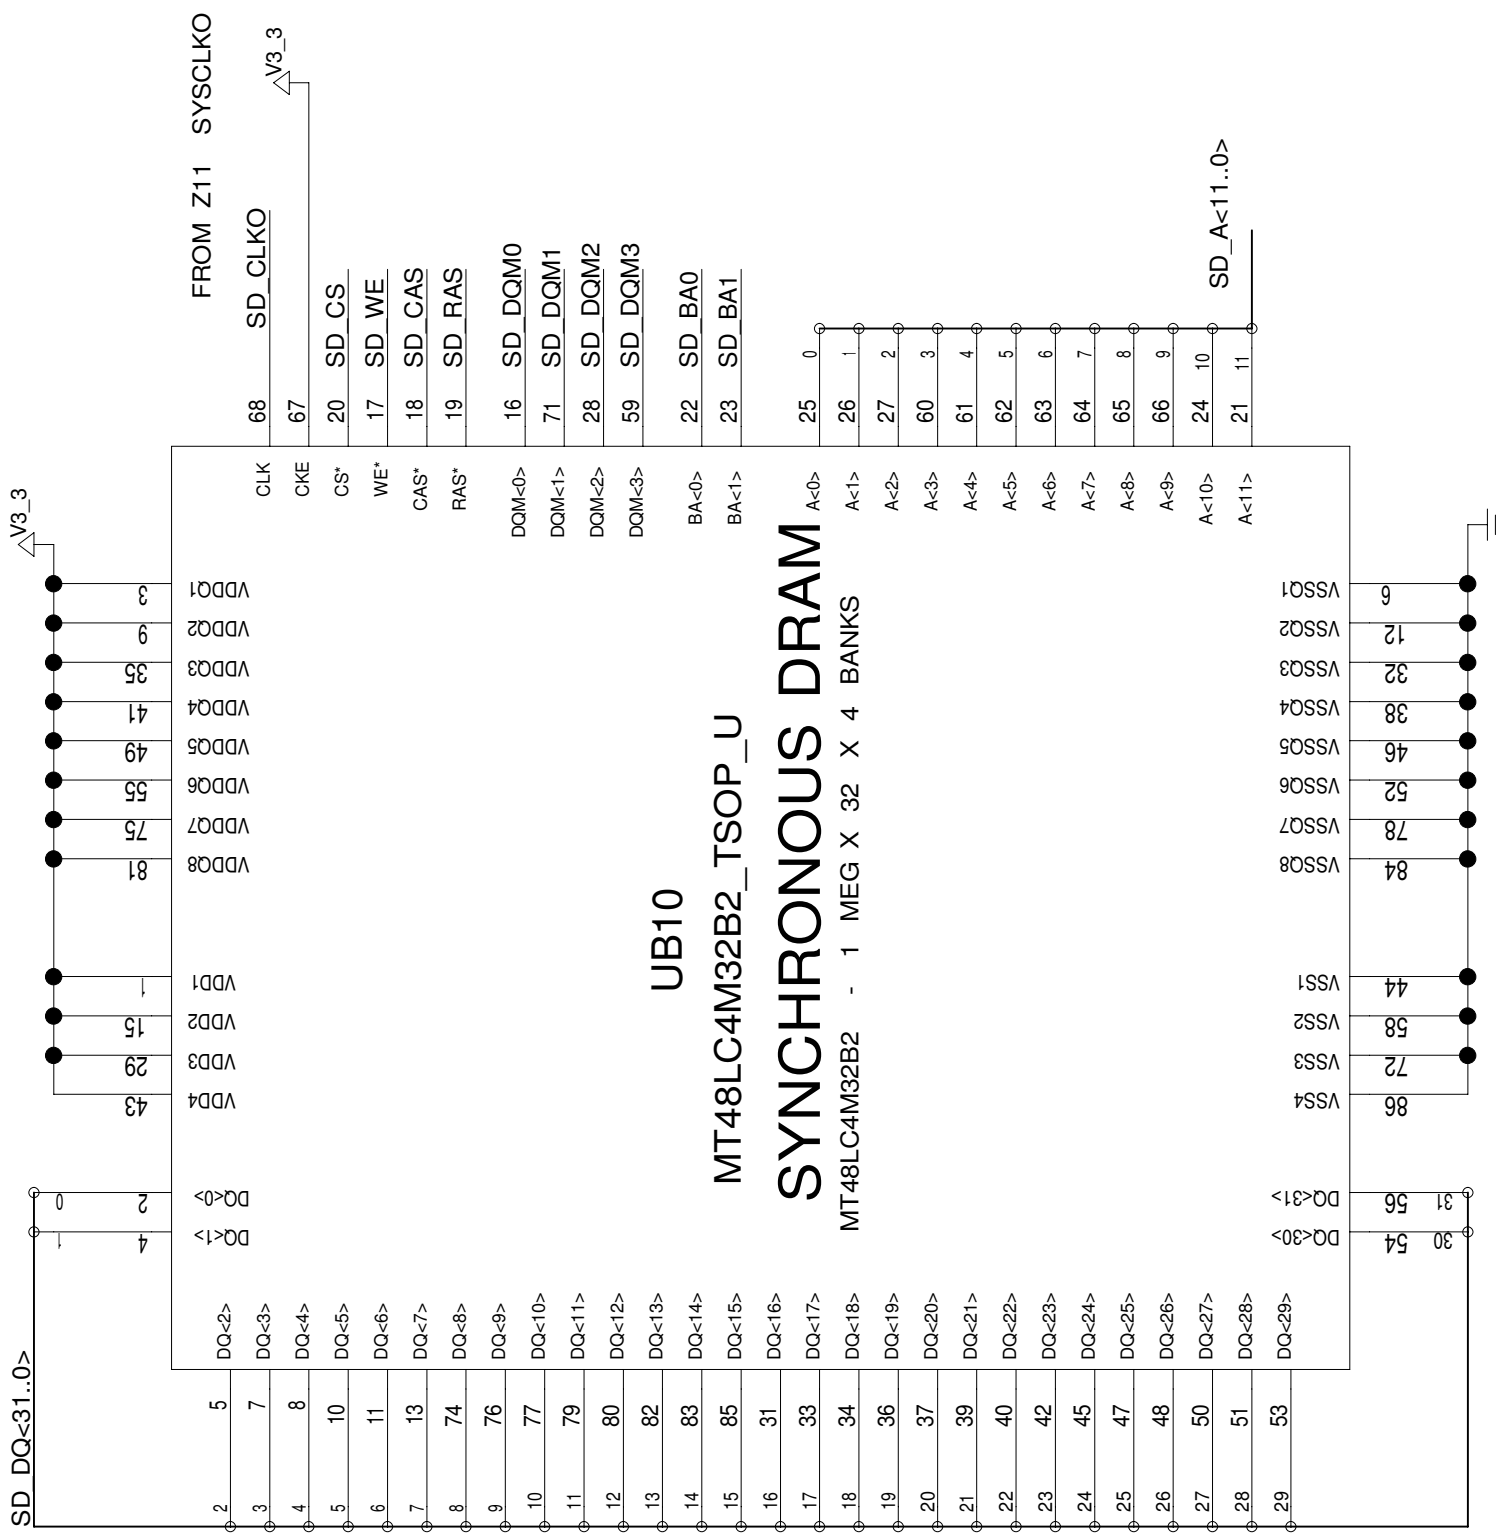 FROM Z11 SYSCLKO
V3_3
SD_CLKO
68 CLK
67 CKE
SD_CS 20 CS*
SD_WE 17 WE*
SD_CAS 18 CAS*
SD_RAS 19 RAS*
SD_DQM0 16 DQM<0>
SD_DQM1 71 DQM<1>
SD_DQM2 28 DQM<2>
SD_DQM3 59 DQM<3>
SD_BA0 22 BA<0>
SD_BA1 23 BA<1>
0 25 A<0>
1 26 A<1>
2 27 A<2>
3 60 A<3>
4 61 A<4>
5 62 A<5>
6 63 A<6>
7 64 A<7>
8 65 A<8>
9 66 A<9>
10 24 A<10>
11 21 A<11>
SD_A<11..0>
V3_3
3 VDDQ1
9 VDDQ2
35 VDDQ3
41 VDDQ4
49 VDDQ5
55 VDDQ6
75 VDDQ7
81 VDDQ8
1 VDD1
15 VDD2
29 VDD3
43 VDD4
0 2 DQ<0>
1 4 DQ<1>
UB10
MT48LC4M32B2_TSOP_U
SYNCHRONOUS DRAM
MT48LC4M32B2 - 1 MEG X 32 X 4 BANKS
VSSQ1 6
VSSQ2 12
VSSQ3 32
VSSQ4 38
VSSQ5 46
VSSQ6 52
VSSQ7 78
VSSQ8 84
VSS1 44
VSS2 58
VSS3 72
VSS4 86
DQ<31> 56 31
DQ<30> 54 30
SD_DQ<31..0>
2 5 DQ<2>
3 7 DQ<3>
4 8 DQ<4>
5 10 DQ<5>
6 11 DQ<6>
7 13 DQ<7>
8 74 DQ<8>
9 76 DQ<9>
10 77 DQ<10>
11 79 DQ<11>
12 80 DQ<12>
13 82 DQ<13>
14 83 DQ<14>
15 85 DQ<15>
16 31 DQ<16>
17 33 DQ<17>
18 34 DQ<18>
19 36 DQ<19>
20 37 DQ<20>
21 39 DQ<21>
22 40 DQ<22>
23 42 DQ<23>
24 45 DQ<24>
25 47 DQ<25>
26 48 DQ<26>
27 50 DQ<27>
28 51 DQ<28>
29 53 DQ<29>